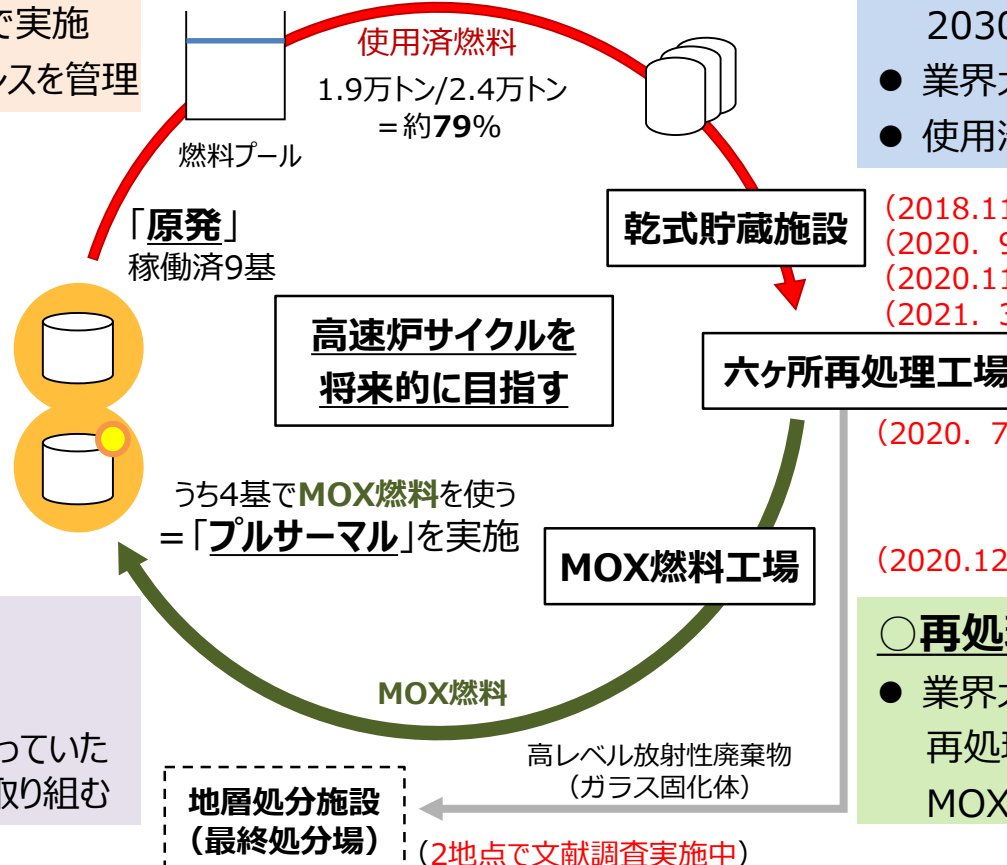 で実施
レスを管理
使用済燃料
1.9万トン/2.4万トン
=約79%
燃料プール
2030
● 業界
● 使用済
「原発」
稼働済9基
乾式貯蔵施設
(2018.11
(2020. 9
(2020.11
(2021. 3
高速炉サイクルを
将来的に目指す
六ヶ所再処理工場
(2020. 7
うち4基でMOX燃料を使う
=「プルサーマル」を実施
MOX燃料工場
(2020.12
○再処
● 業界
再処理
MOX
MOX燃料
っていた
取り組む
高レベル放射性廃棄物
(ガラス固化体)
地層処分施設
(最終処分場)
(2地点で文献調査実施中)